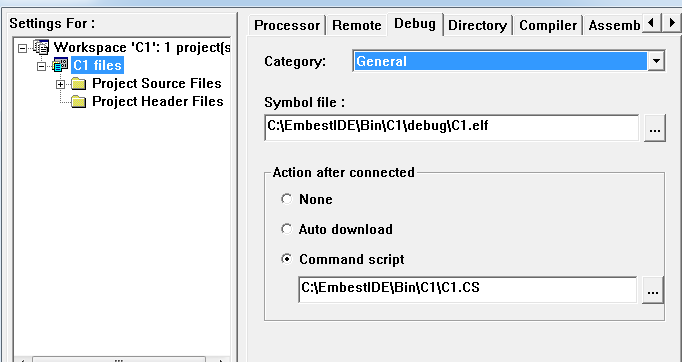 Settings For :
Workspace 'C1': 1 project(s
C1 files
Project Source Files
Project Header Files
Processor Remote Debug Directory Compiler Assemb
Category: General
Symbol file :
C:\EmbestIDE\Bin\C1\debug\C1.elf
...
Action after connected
None
Auto download
Command script
C:\EmbestIDE\Bin\C1\C1.CS
...